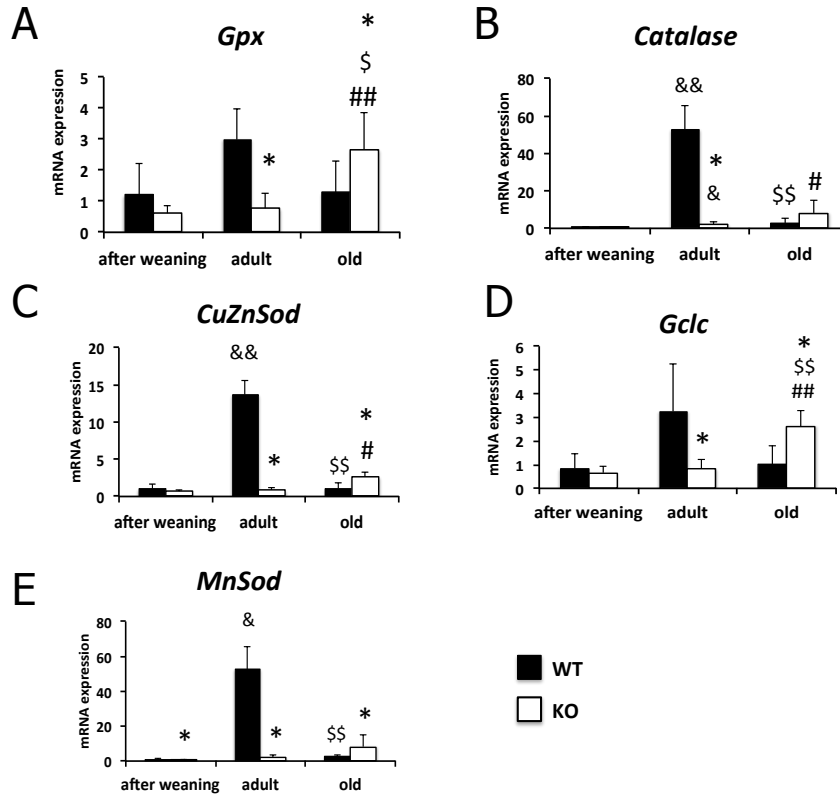 A
Gpx
*
$
##
*
mRNA expression
5
4
3
2
1
0
after weaning adult old
B
Catalase
&&
*
&
$$
#
mRNA expression
80
60
40
20
0
after weaning adult old
C
CuZnSod
&&
*
*
$$
#
mRNA expression
20
15
10
5
0
after weaning adult old
D
Gclc
*
$$
##
*
mRNA expression
6
5
4
3
2
1
0
after weaning adult old
E
MnSod
&
*
*
$$
*
mRNA expression
80
60
40
20
0
after weaning adult old
WT
KO